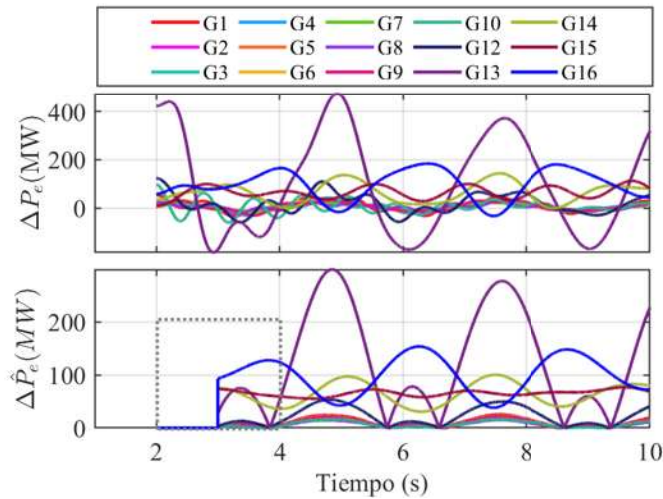 G1 G4 G7 G10 G14
G2 G5 G8 G12 G15
G3 G6 G9 G13 G16
400
200
0
ΔPₑ(MW)
200
100
0
ΔP̂ₑ(MW)
2 4 6 8 10
Tiempo (s)